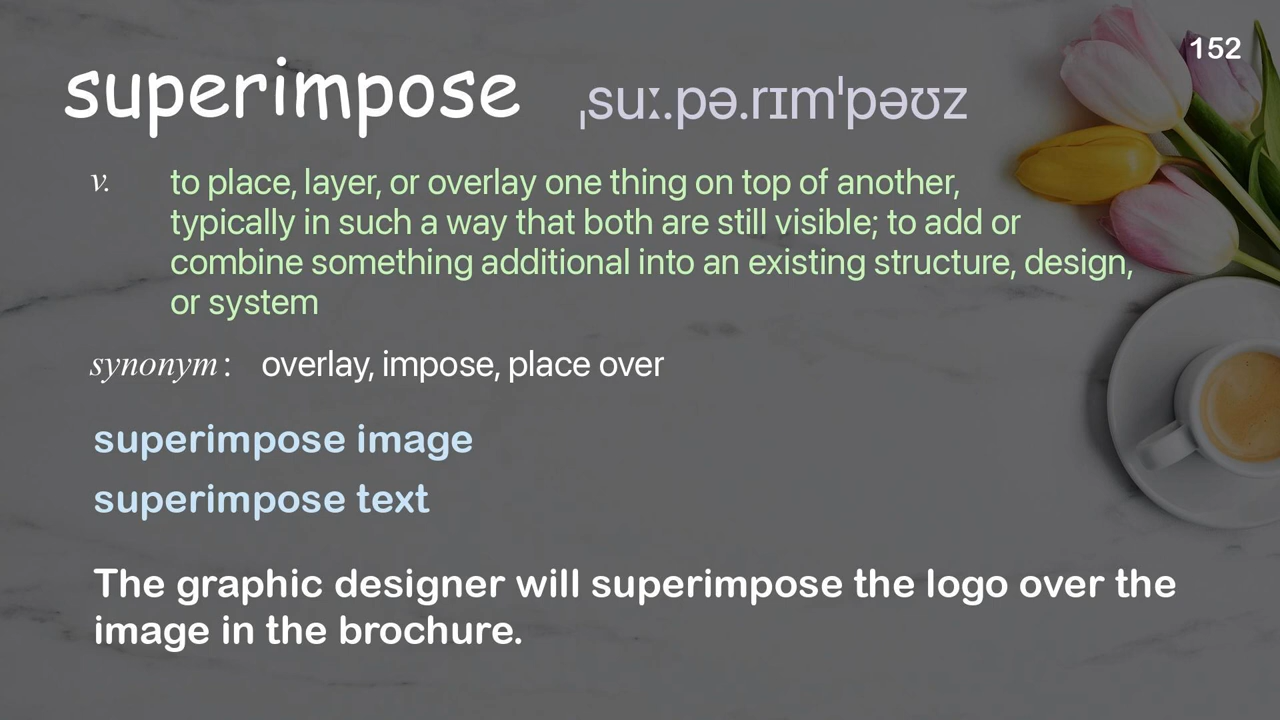 152
superimpose ˌsuː.pə.rɪmˈpəʊz
v. to place, layer, or overlay one thing on top of another,
typically in such a way that both are still visible; to add or
combine something additional into an existing structure, design,
or system
synonym: overlay, impose, place over
superimpose image
superimpose text
The graphic designer will superimpose the logo over the
image in the brochure.